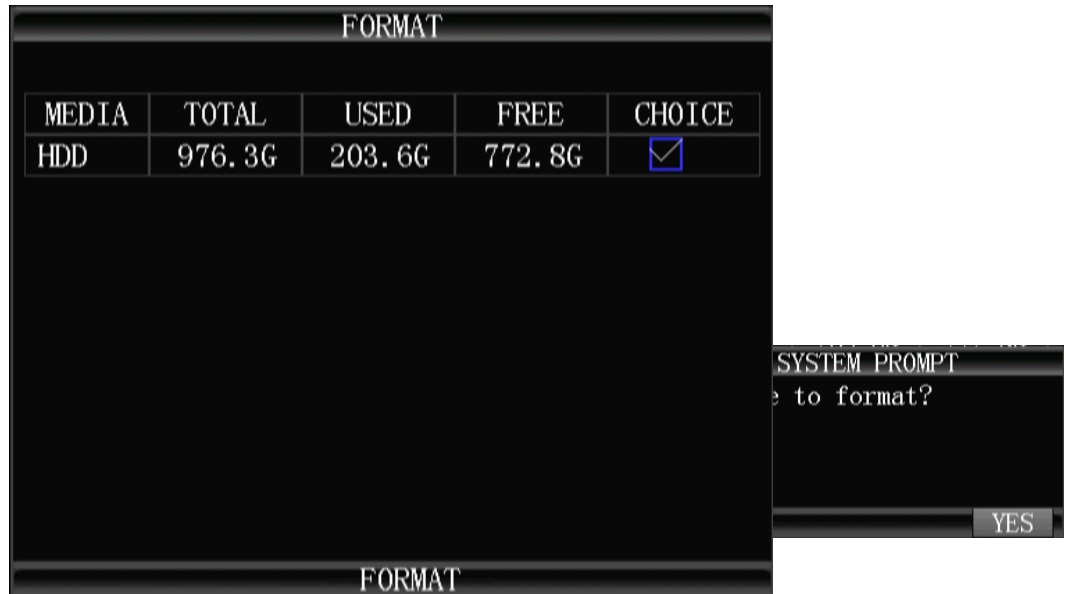 FORMAT
MEDIA TOTAL USED FREE CHOICE
HDD 976.3G 203.6G 772.8G
FORMAT
SYSTEM PROMPT
to format?
YES